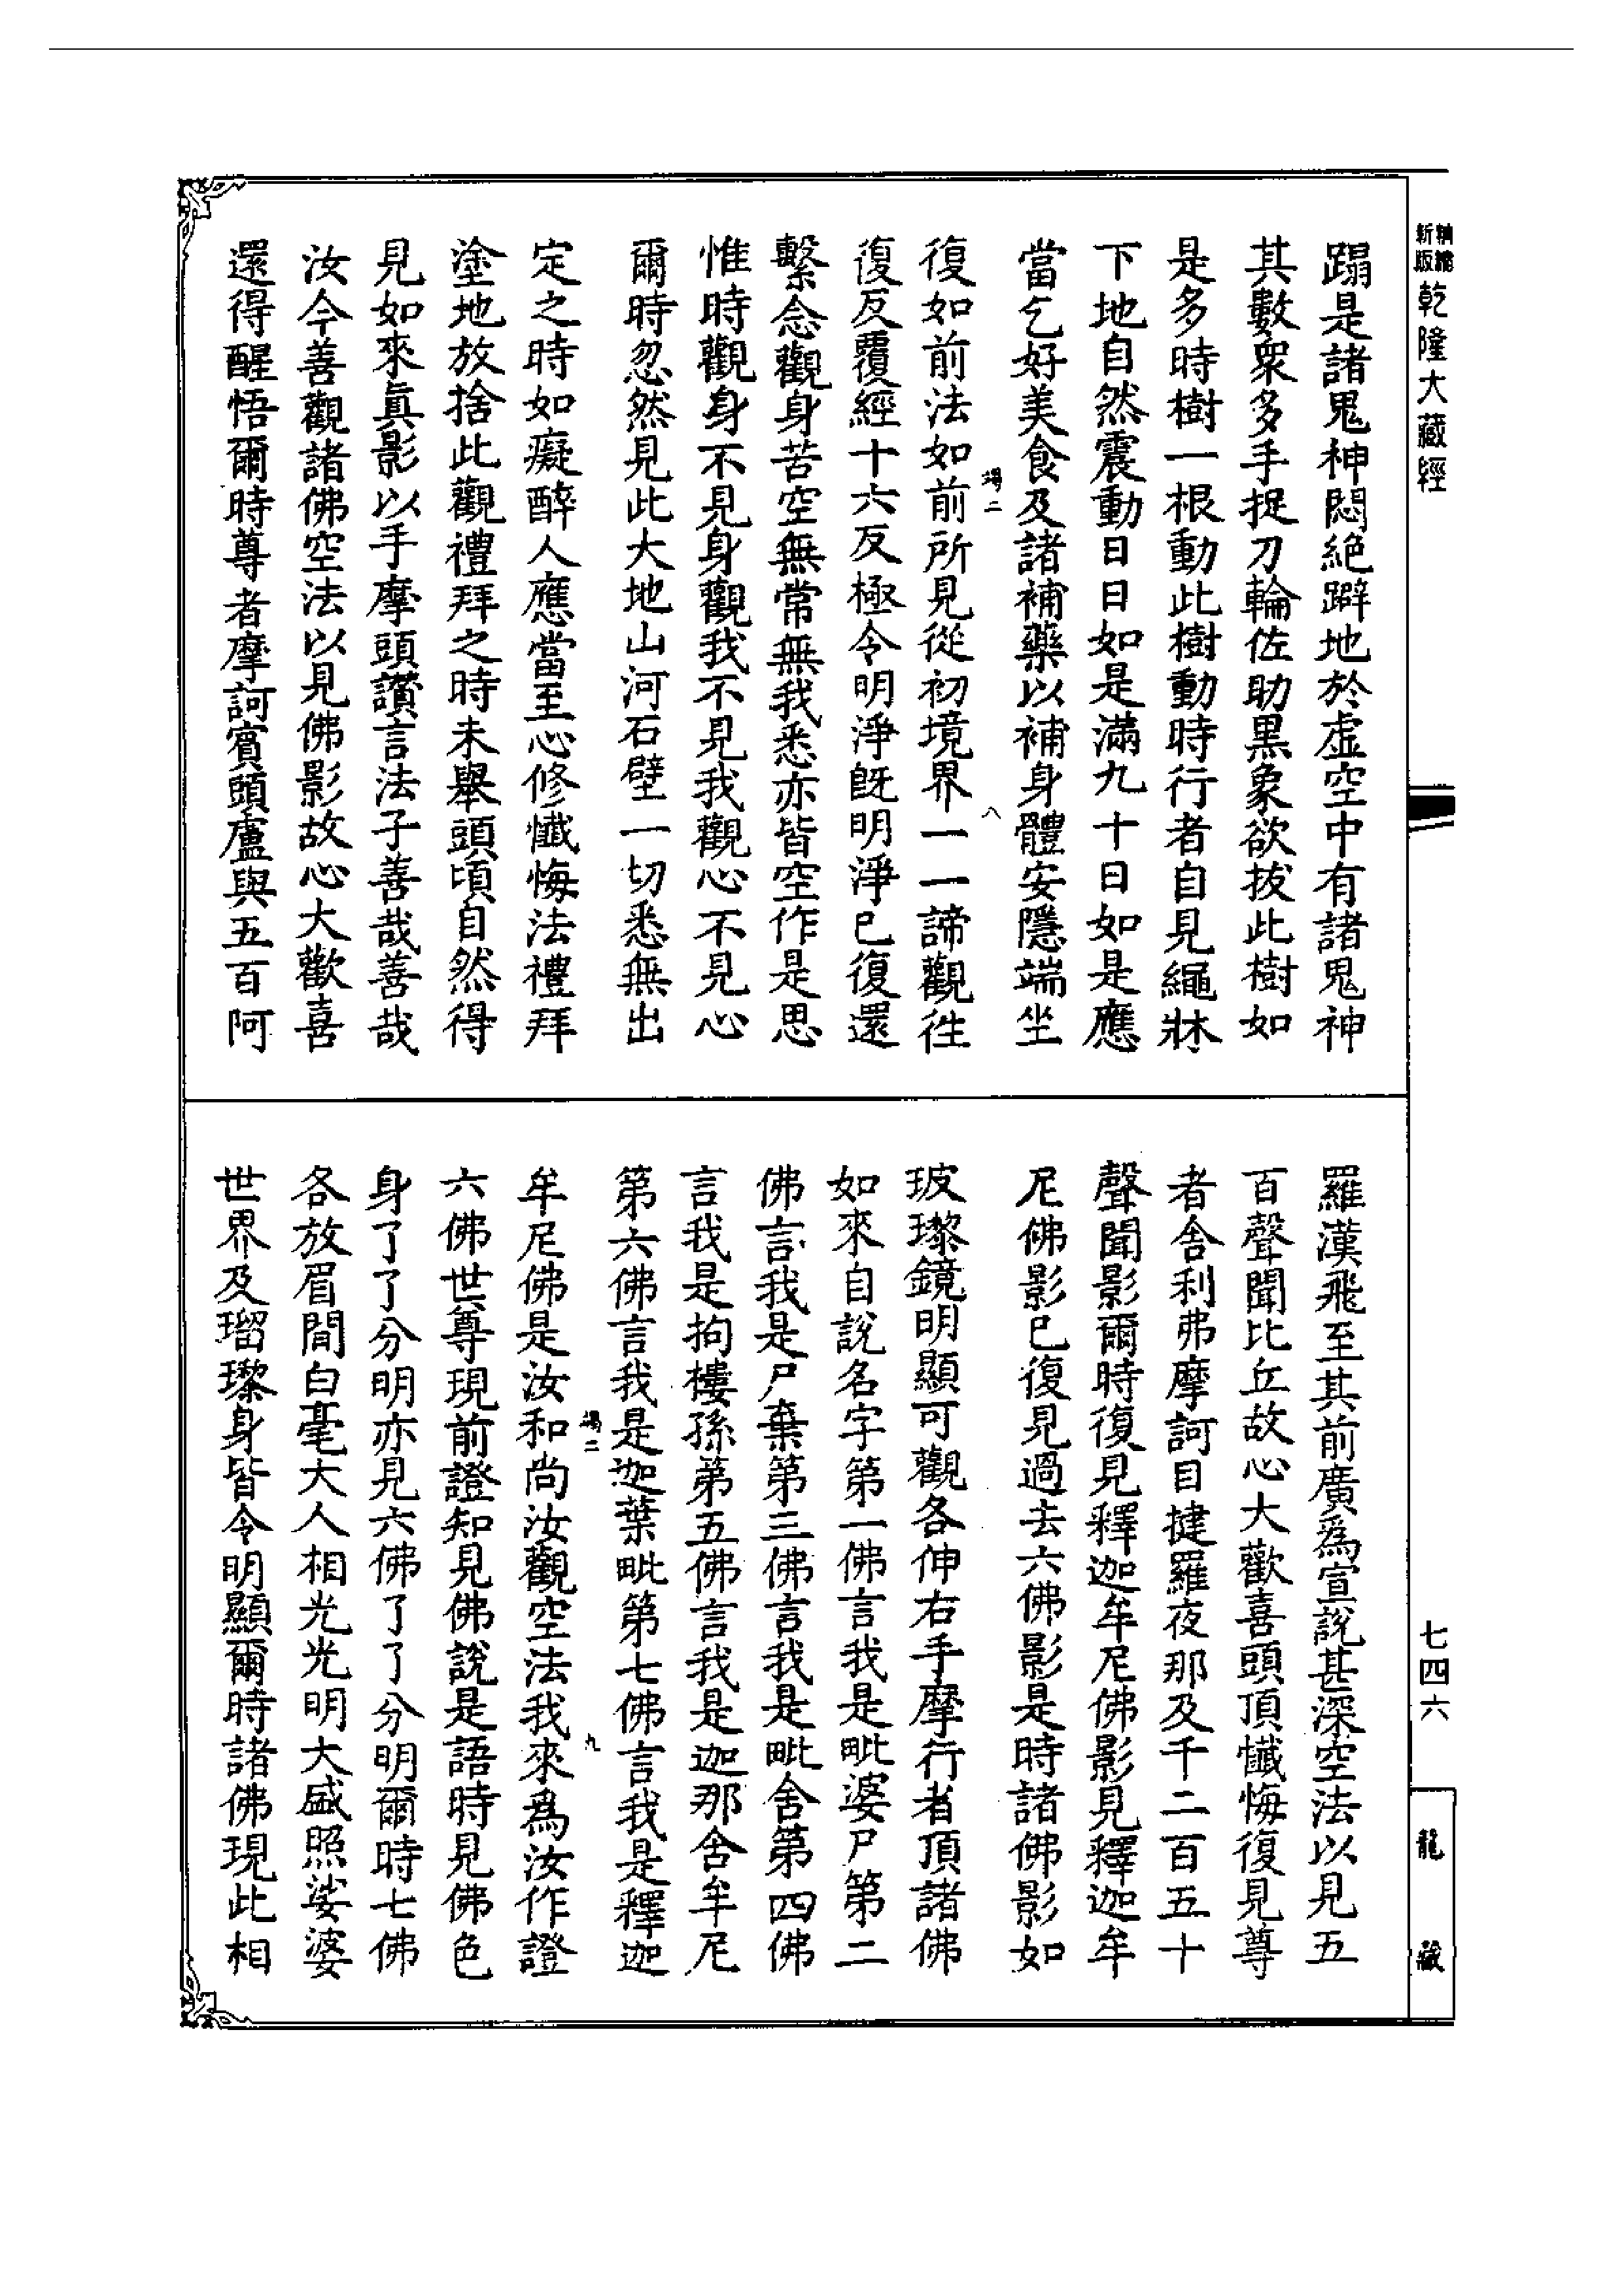 新版
精縮
乾隆大藏經
蹋是諸鬼神悶絕躃地於虛空中有諸鬼神
其數衆多手捉刀輪佐助黑象欲拔此樹如
是多時樹一根動此樹動時行者自見繩牀
下地自然震動日日如是滿九十日如是應
當乞好美食及諸補藥以補身體安隱端坐
復如前法如前所見從初境界一一諦觀往
復反覆經十六反極令明淨旣明淨已復還
繫念觀身苦空無常無我悉亦皆空作是思
惟時觀身不見身觀我不見我觀心不見心
爾時忽然見此大地山河石壁一切悉無出
定之時如癡醉人應當至心修懺悔法禮拜
塗地放捨此觀禮拜之時未舉頭頃自然得
見如來眞影以手摩頭讚言法子善哉善哉
汝今善觀諸佛空法以見佛影故心大歡喜
還得醒悟爾時尊者摩訶賓頭盧與五百阿
羅漢飛至其前廣爲宣說甚深空法以見五
百聲聞比丘故心大歡喜頭頂懺悔復見尊
者舍利弗摩訶目揵羅夜那及千二百五十
聲聞影爾時復見釋迦牟尼佛影見釋迦牟
尼佛影已復見過去六佛影是時諸佛影如
玻瓈鏡明顯可觀各伸右手摩行者頂諸佛
如來自說名字第一佛言我是毗婆尸第二
佛言我是尸棄第三佛言我是毗舍第四佛
言我是拘樓孫第五佛言我是迦那舍牟尼
第六佛言我是迦葉毗第七佛言我是釋迦
牟尼佛是汝和尚汝觀空法我來爲汝作證
六佛世尊現前證知見佛說是語時見佛色
身了了分明亦見六佛了了分明爾時七佛
各放眉間白毫大人相光光明大盛照娑婆
世界及瑠瓈身皆令明顯爾時諸佛現此相
八
九
七四六
龍藏